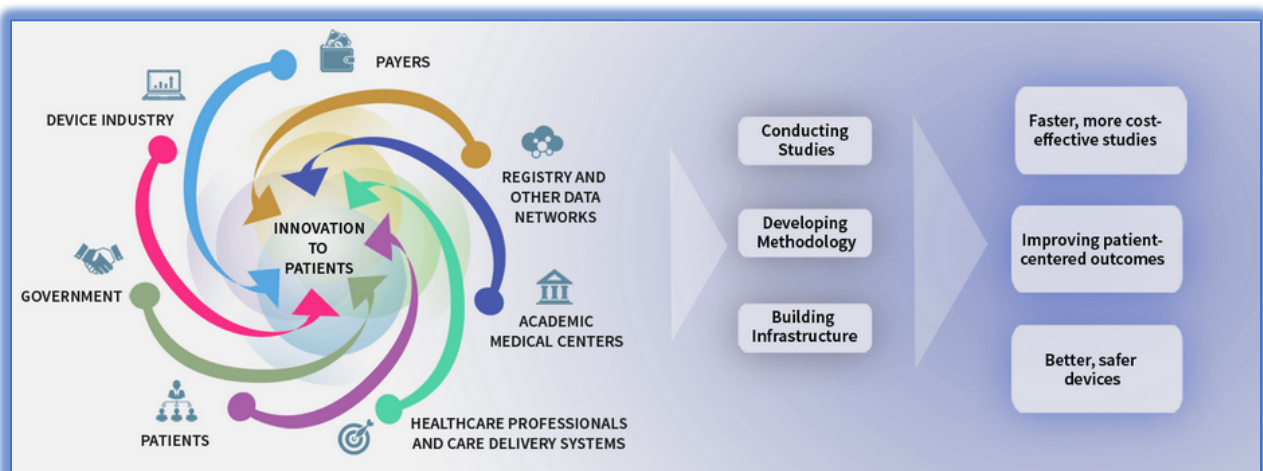 PAYERS
DEVICE INDUSTRY
REGISTRY AND
OTHER DATA
NETWORKS
INNOVATION
TO
PATIENTS
GOVERNMENT
ACADEMIC
MEDICAL CENTERS
PATIENTS
HEALTHCARE PROFESSIONALS
AND CARE DELIVERY SYSTEMS
Conducting
Studies
Developing
Methodology
Building
Infrastructure
Faster, more cost-
effective studies
Improving patient-
centered outcomes
Better, safer
devices